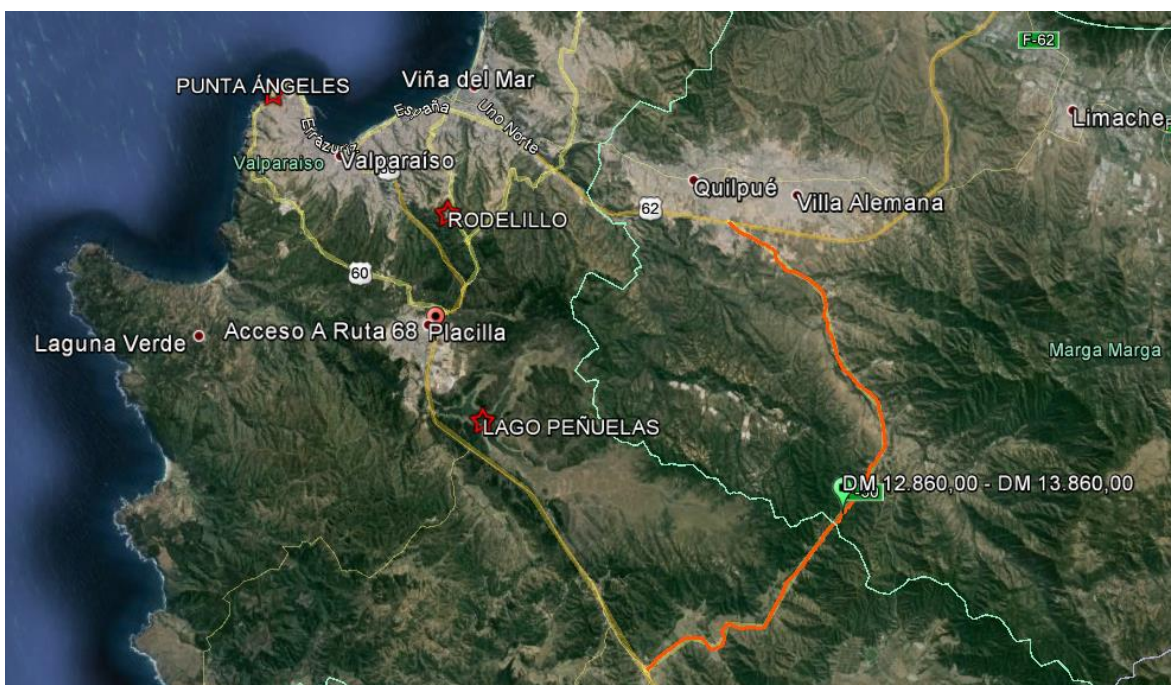 F-62
PUNTA ÁNGELES
Viña del Mar
España
Uno Norte
Limache
Errázuriz
Valparaíso
Valparaíso
Quilpué
62
Villa Alemana
RODELILLO
60
Acceso A Ruta 68
Placilla
Laguna Verde
Marga Marga
LAGO PEÑUELAS
DM 12.860,00 - DM 13.860,00